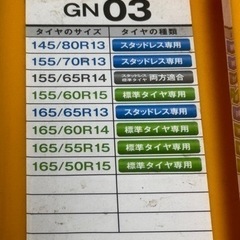 GN 03
タイヤのサイズ タイヤの種類
145/80R13 スタッドレス専用
155/70R13 スタッドレス専用
155/65R14 スタッドレス 標準タイヤ 両方適合
155/60R15 標準タイヤ専用
165/65R13 スタッドレス専用
165/60R14 標準タイヤ専用
165/55R15 標準タイヤ専用
165/50R15 標準タイヤ専用